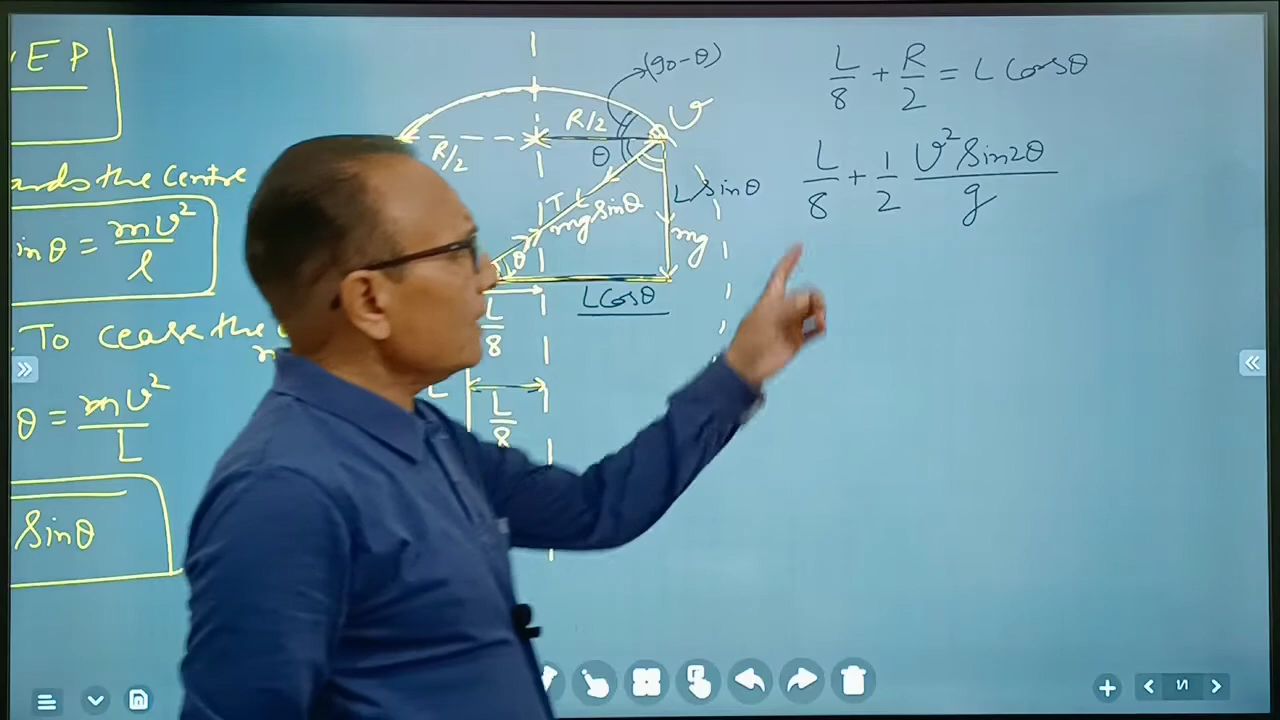 , E P
ards the Centre
in θ = mv²/l
To cease the
θ = mv²/L
Sinθ
(90-θ)
R/2
v
R/2
θ
L Sinθ
T L
mg Sinθ
mg
θ
L Cosθ
L/8
L
L/8
L/8 + R/2 = L Cosθ
L/8 + 1/2 v² Sin2θ/g